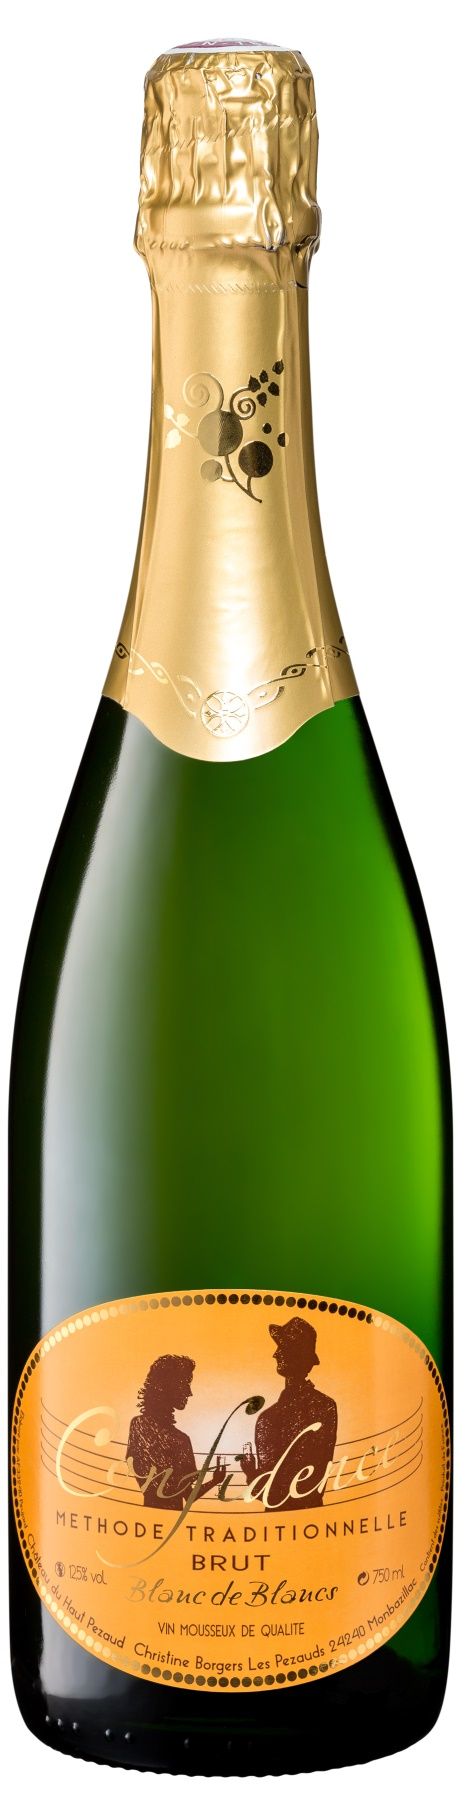 Confidence
METHODE TRADITIONNELLE
BRUT
12.5% vol.
750 ml
Blanc de Blancs
VIN MOUSSEUX DE QUALITE
Château du Haut Pezaud Christine Borgers Les Pezauds 24240 Monbazillac